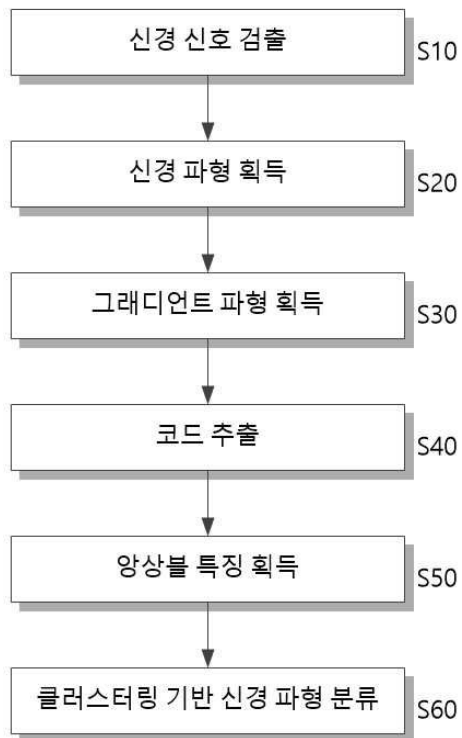 신경 신호 검출
S10
신경 파형 획득
S20
그래디언트 파형 획득
S30
코드 추출
S40
앙상블 특징 획득
S50
클러스터링 기반 신경 파형 분류
S60